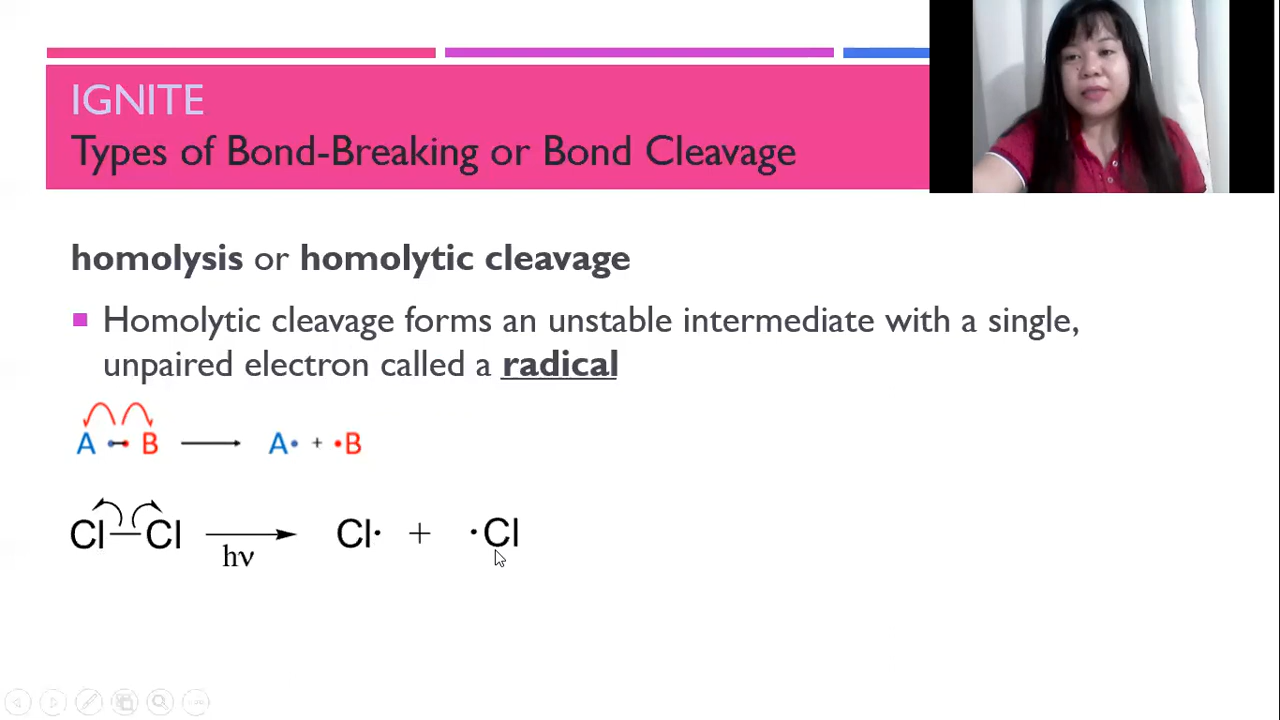 IGNITE
Types of Bond-Breaking or Bond Cleavage
homolysis or homolytic cleavage
Homolytic cleavage forms an unstable intermediate with a single,
unpaired electron called a radical
A B A• + •B
Cl—Cl hν Cl· + ·Cl